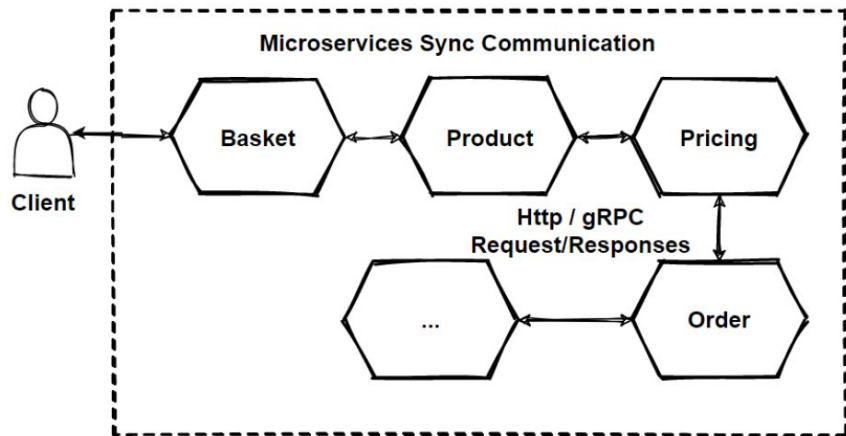 Microservices Sync Communication
Basket
Product
Pricing
Client
Http / gRPC
Request/Responses
...
Order